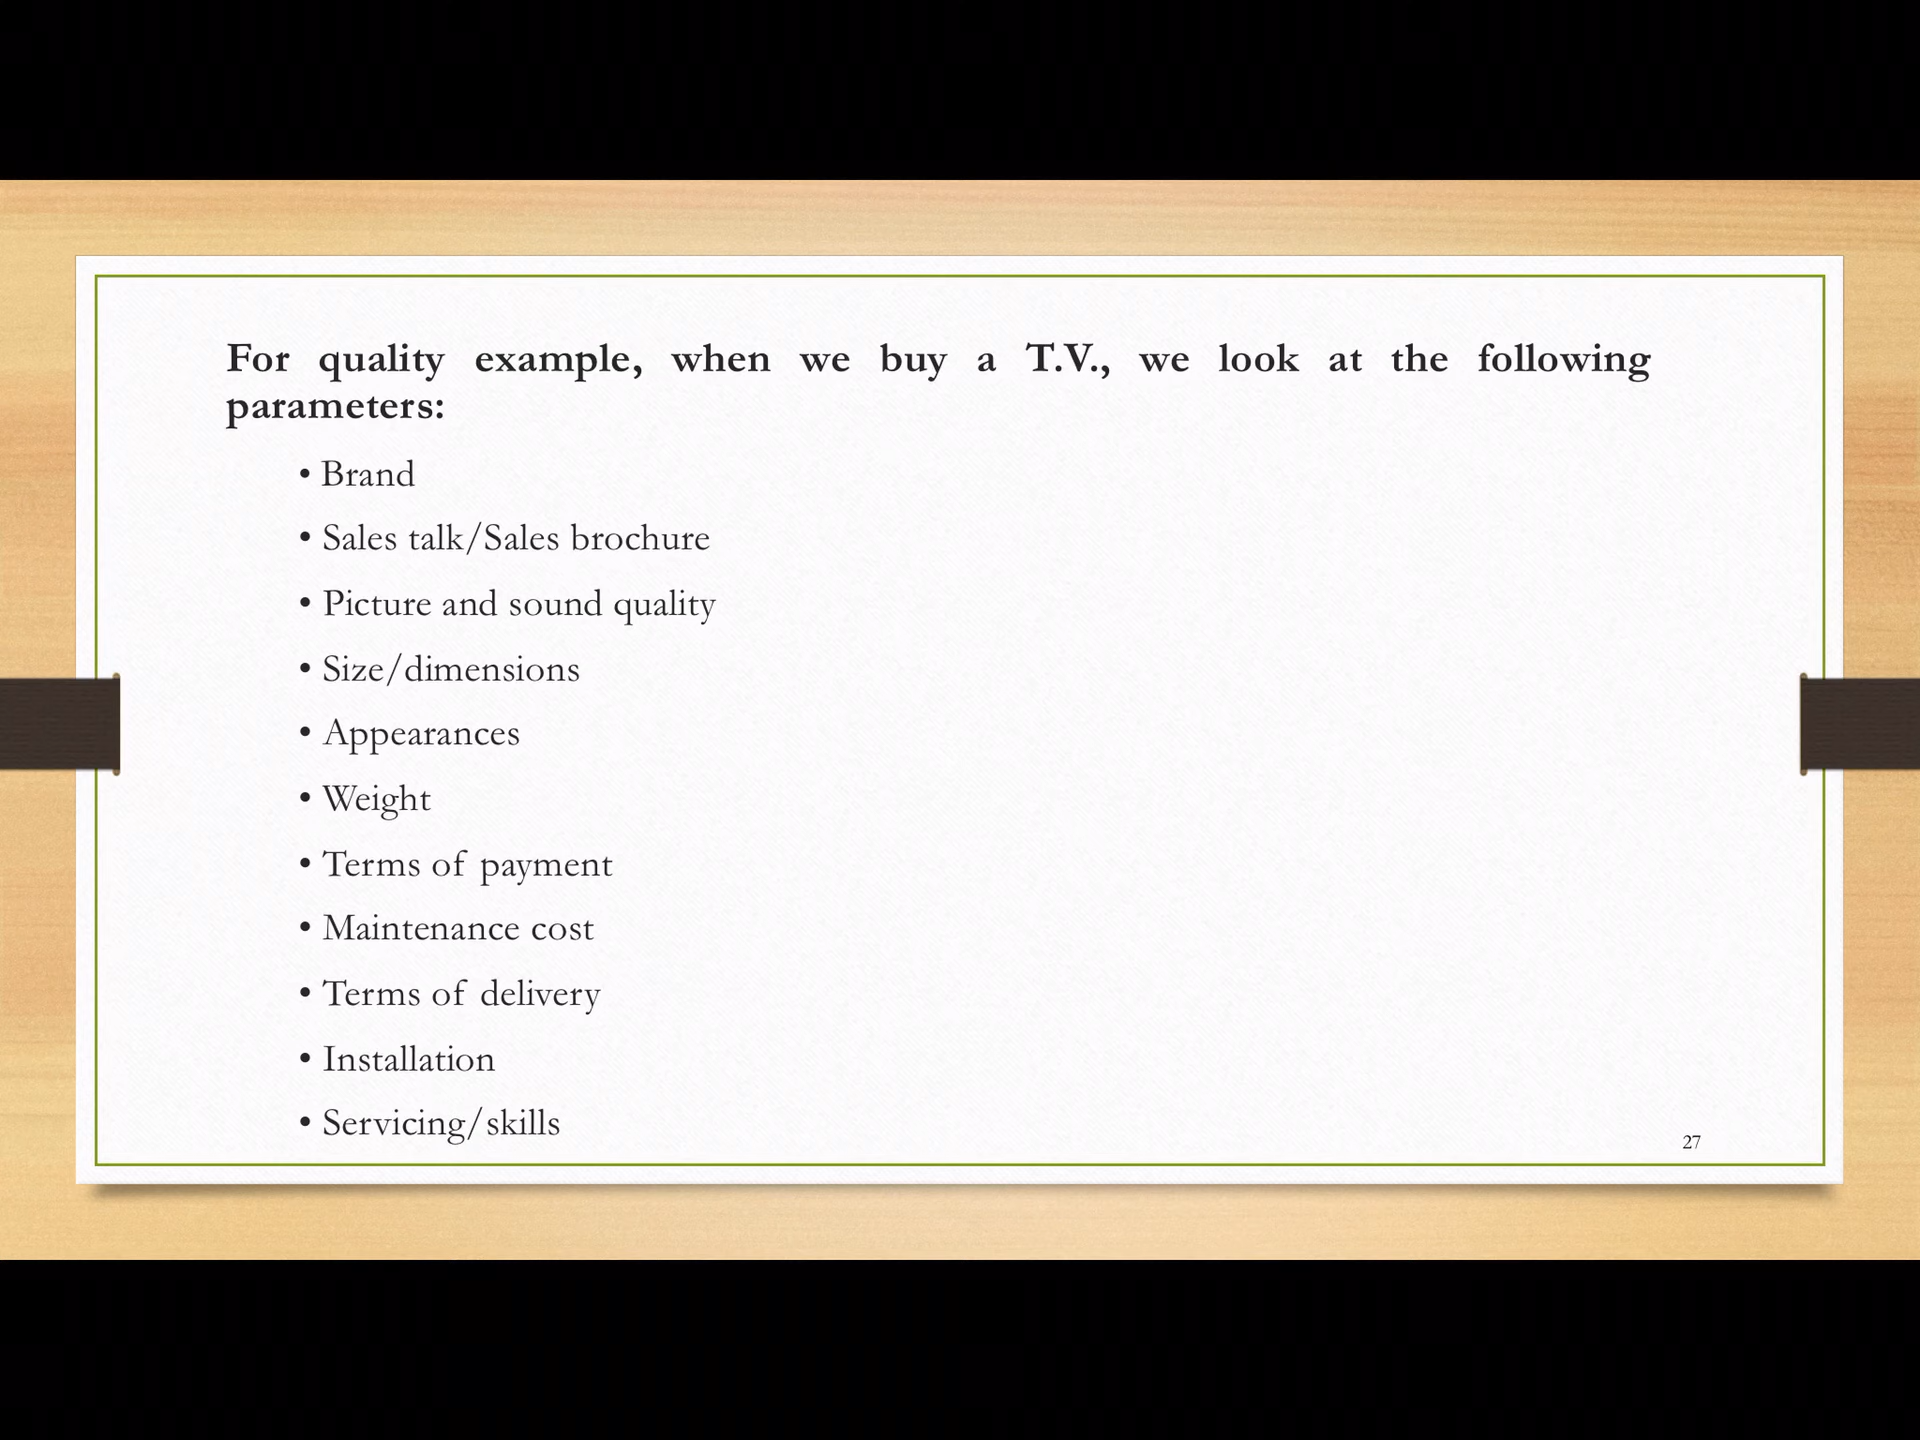 For quality example, when we buy a T.V., we look at the following
parameters:
• Brand
• Sales talk/Sales brochure
• Picture and sound quality
• Size/dimensions
• Appearances
• Weight
• Terms of payment
• Maintenance cost
• Terms of delivery
• Installation
• Servicing/skills
27